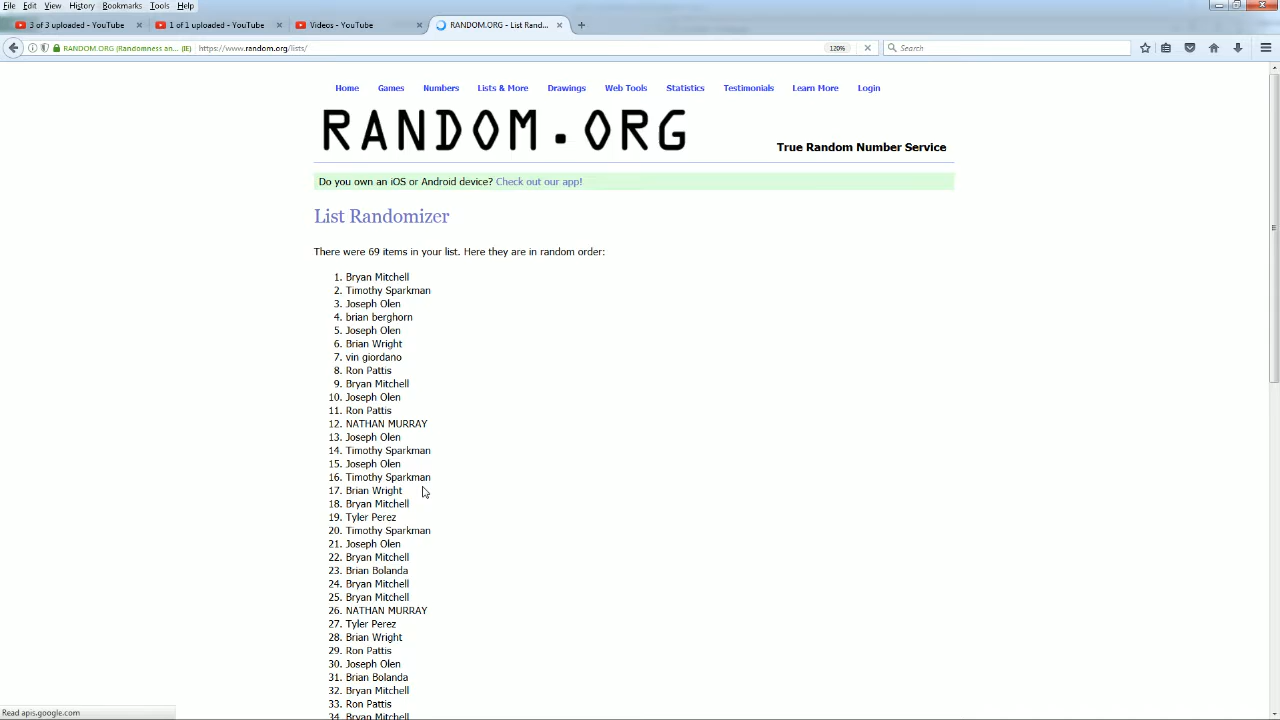 File Edit View History Bookmarks Tools Help
3 of 3 uploaded - YouTube × 1 of 1 uploaded - YouTube × Videos - YouTube × RANDOM.ORG - List Rand... × +
RANDOM.ORG (Randomness an... (IE) https://www.random.org/lists/ 120% Search
Home Games Numbers Lists & More Drawings Web Tools Statistics Testimonials Learn More Login
RANDOM.ORG
True Random Number Service
Do you own an iOS or Android device? Check out our app!
List Randomizer
There were 69 items in your list. Here they are in random order:
1. Bryan Mitchell
2. Timothy Sparkman
3. Joseph Olen
4. brian berghorn
5. Joseph Olen
6. Brian Wright
7. vin giordano
8. Ron Pattis
9. Bryan Mitchell
10. Joseph Olen
11. Ron Pattis
12. NATHAN MURRAY
13. Joseph Olen
14. Timothy Sparkman
15. Joseph Olen
16. Timothy Sparkman
17. Brian Wright
18. Bryan Mitchell
19. Tyler Perez
20. Timothy Sparkman
21. Joseph Olen
22. Bryan Mitchell
23. Brian Bolanda
24. Bryan Mitchell
25. Bryan Mitchell
26. NATHAN MURRAY
27. Tyler Perez
28. Brian Wright
29. Ron Pattis
30. Joseph Olen
31. Brian Bolanda
32. Bryan Mitchell
33. Ron Pattis
34. Bryan Mitchell
Read apis.google.com